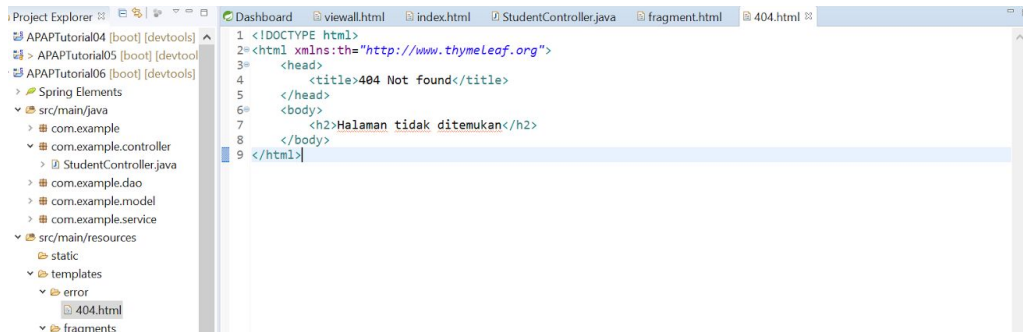 Project Explorer
APAPTutorial04 [boot] [devtools]
> APAPTutorial05 [boot] [devtool
APAPTutorial06 [boot] [devtools]
Spring Elements
src/main/java
com.example
com.example.controller
StudentController.java
com.example.dao
com.example.model
com.example.service
src/main/resources
static
templates
error
404.html
fragments
Dashboard viewall.html index.html StudentController.java fragment.html 404.html
1 <!DOCTYPE html>
2 <html xmlns:th="http://www.thymeleaf.org">
3 <head>
4 <title>404 Not found</title>
5 </head>
6 <body>
7 <h2>Halaman tidak ditemukan</h2>
8 </body>
9 </html>